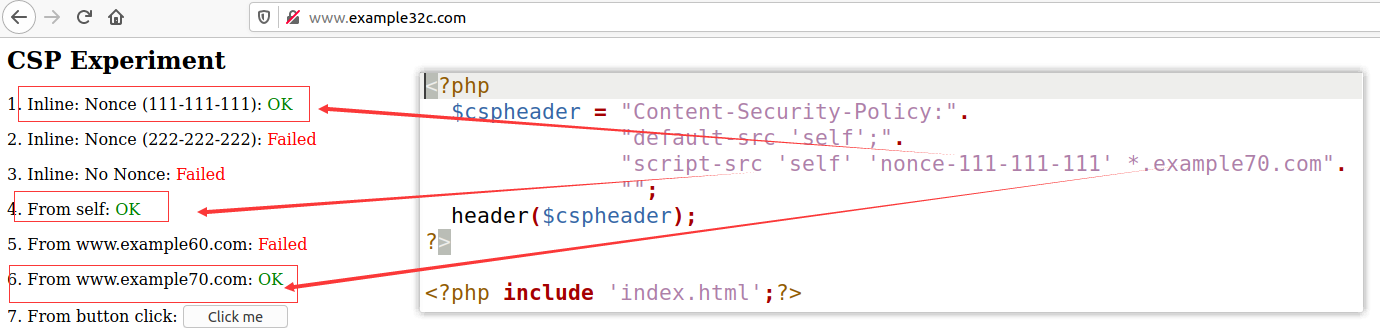 www.example32c.com
CSP Experiment
1. Inline: Nonce (111-111-111): OK
2. Inline: Nonce (222-222-222): Failed
3. Inline: No Nonce: Failed
4. From self: OK
5. From www.example60.com: Failed
6. From www.example70.com: OK
7. From button click: Click me
<?php
$cspheader = "Content-Security-Policy:".
"default-src 'self';".
"script-src 'self' 'nonce-111-111-111' *.example70.com".
"";
header($cspheader);
?>
<?php include 'index.html';?>